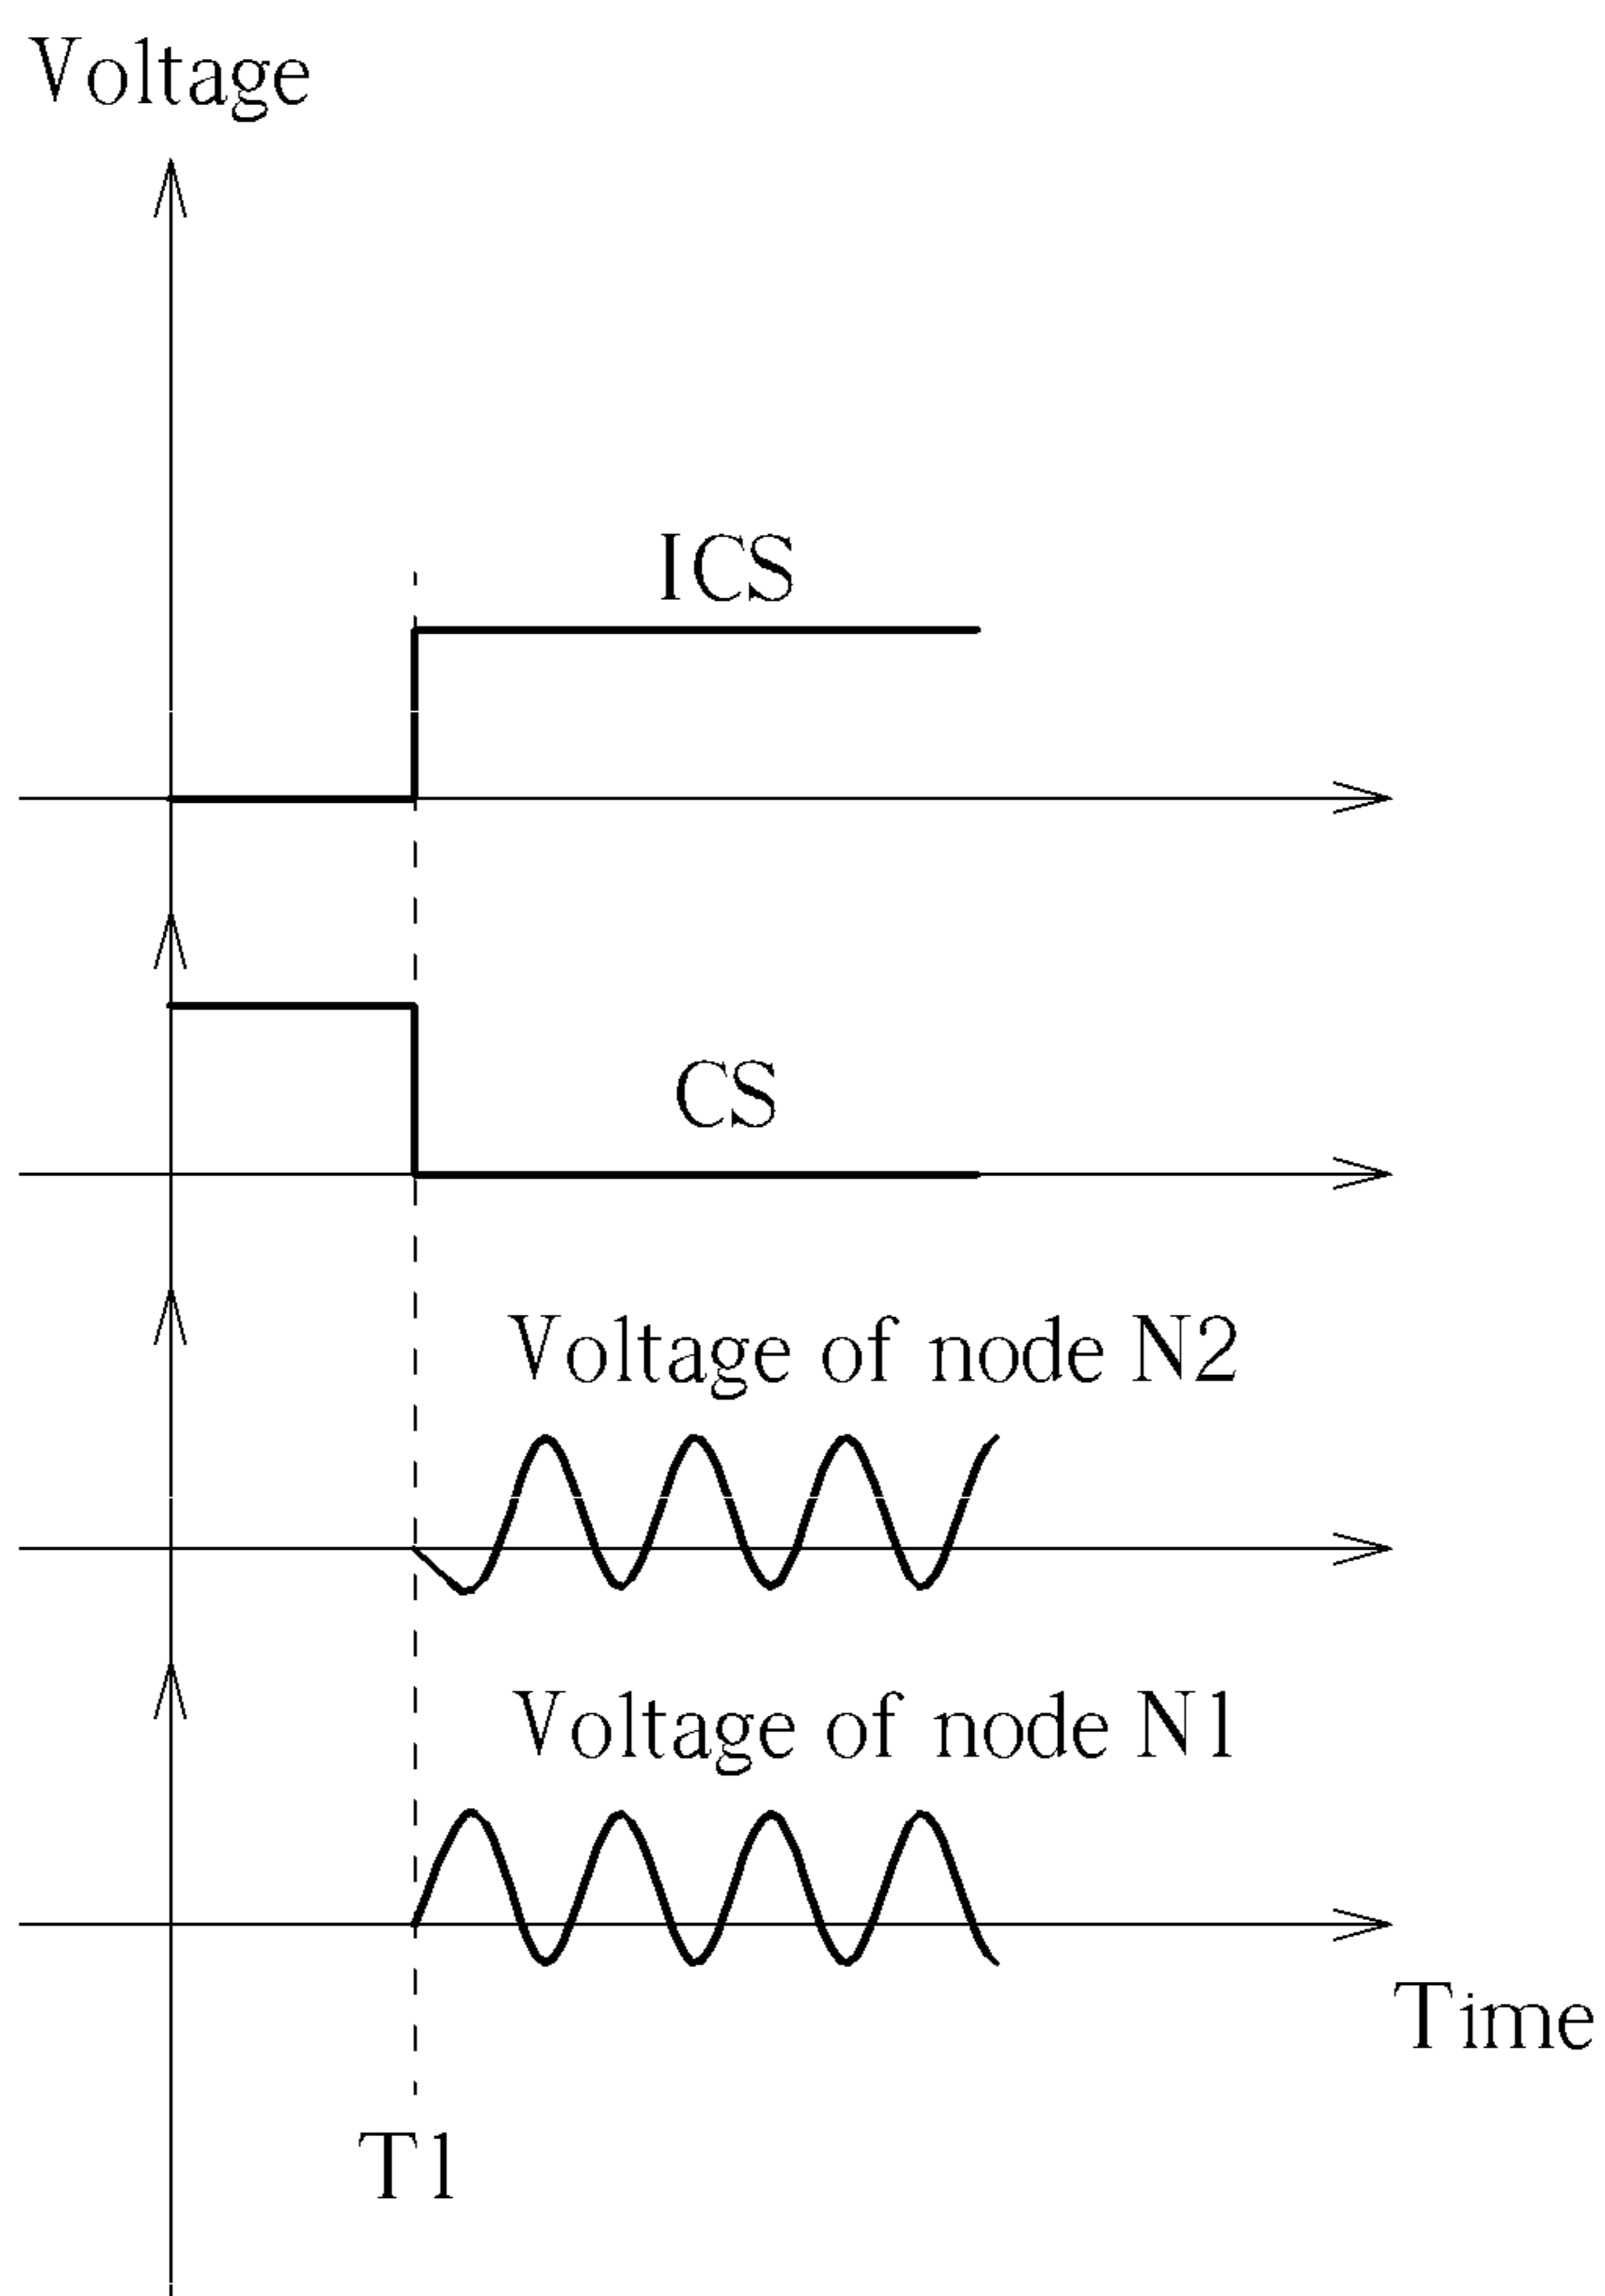 Voltage
ICS
CS
Voltage of node N2
Voltage of node N1
Time
T1